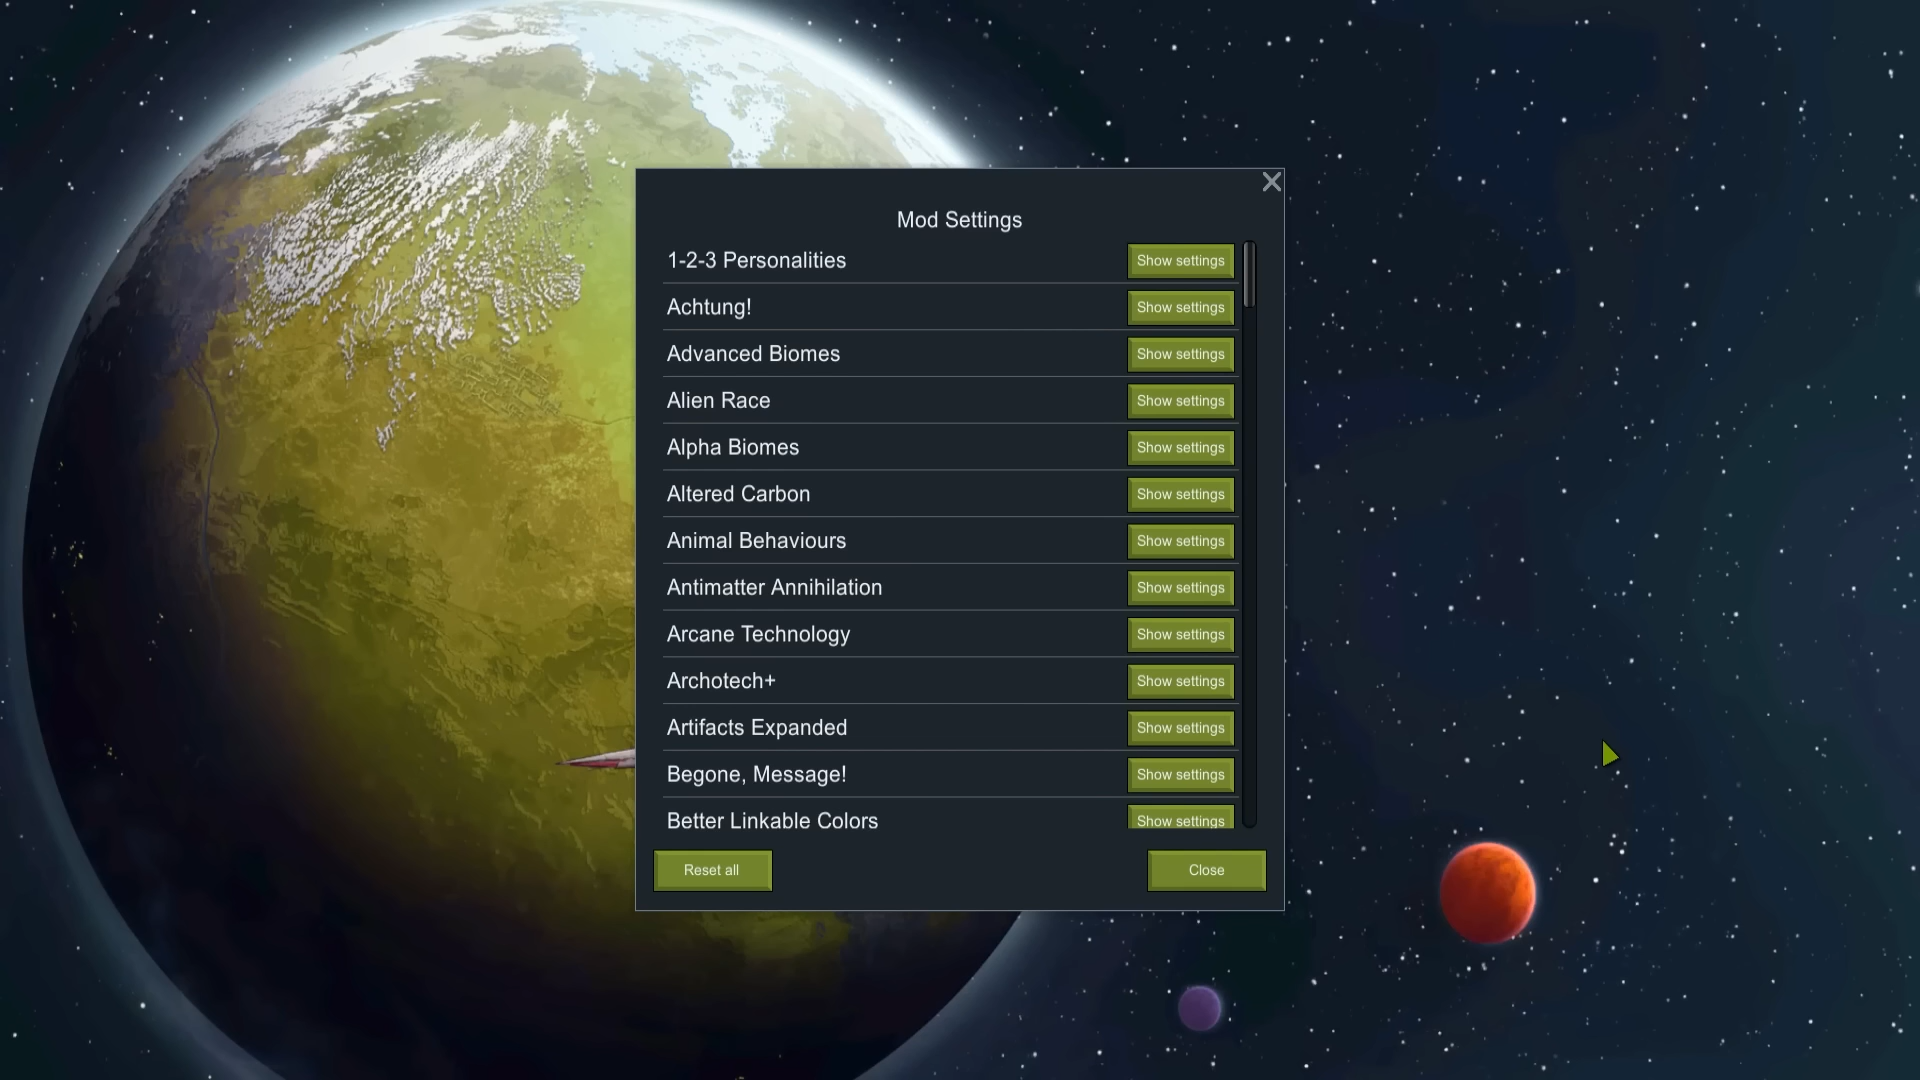 Mod Settings
1-2-3 Personalities Show settings
Achtung! Show settings
Advanced Biomes Show settings
Alien Race Show settings
Alpha Biomes Show settings
Altered Carbon Show settings
Animal Behaviours Show settings
Antimatter Annihilation Show settings
Arcane Technology Show settings
Archotech+ Show settings
Artifacts Expanded Show settings
Begone, Message! Show settings
Better Linkable Colors Show settings
Reset all Close